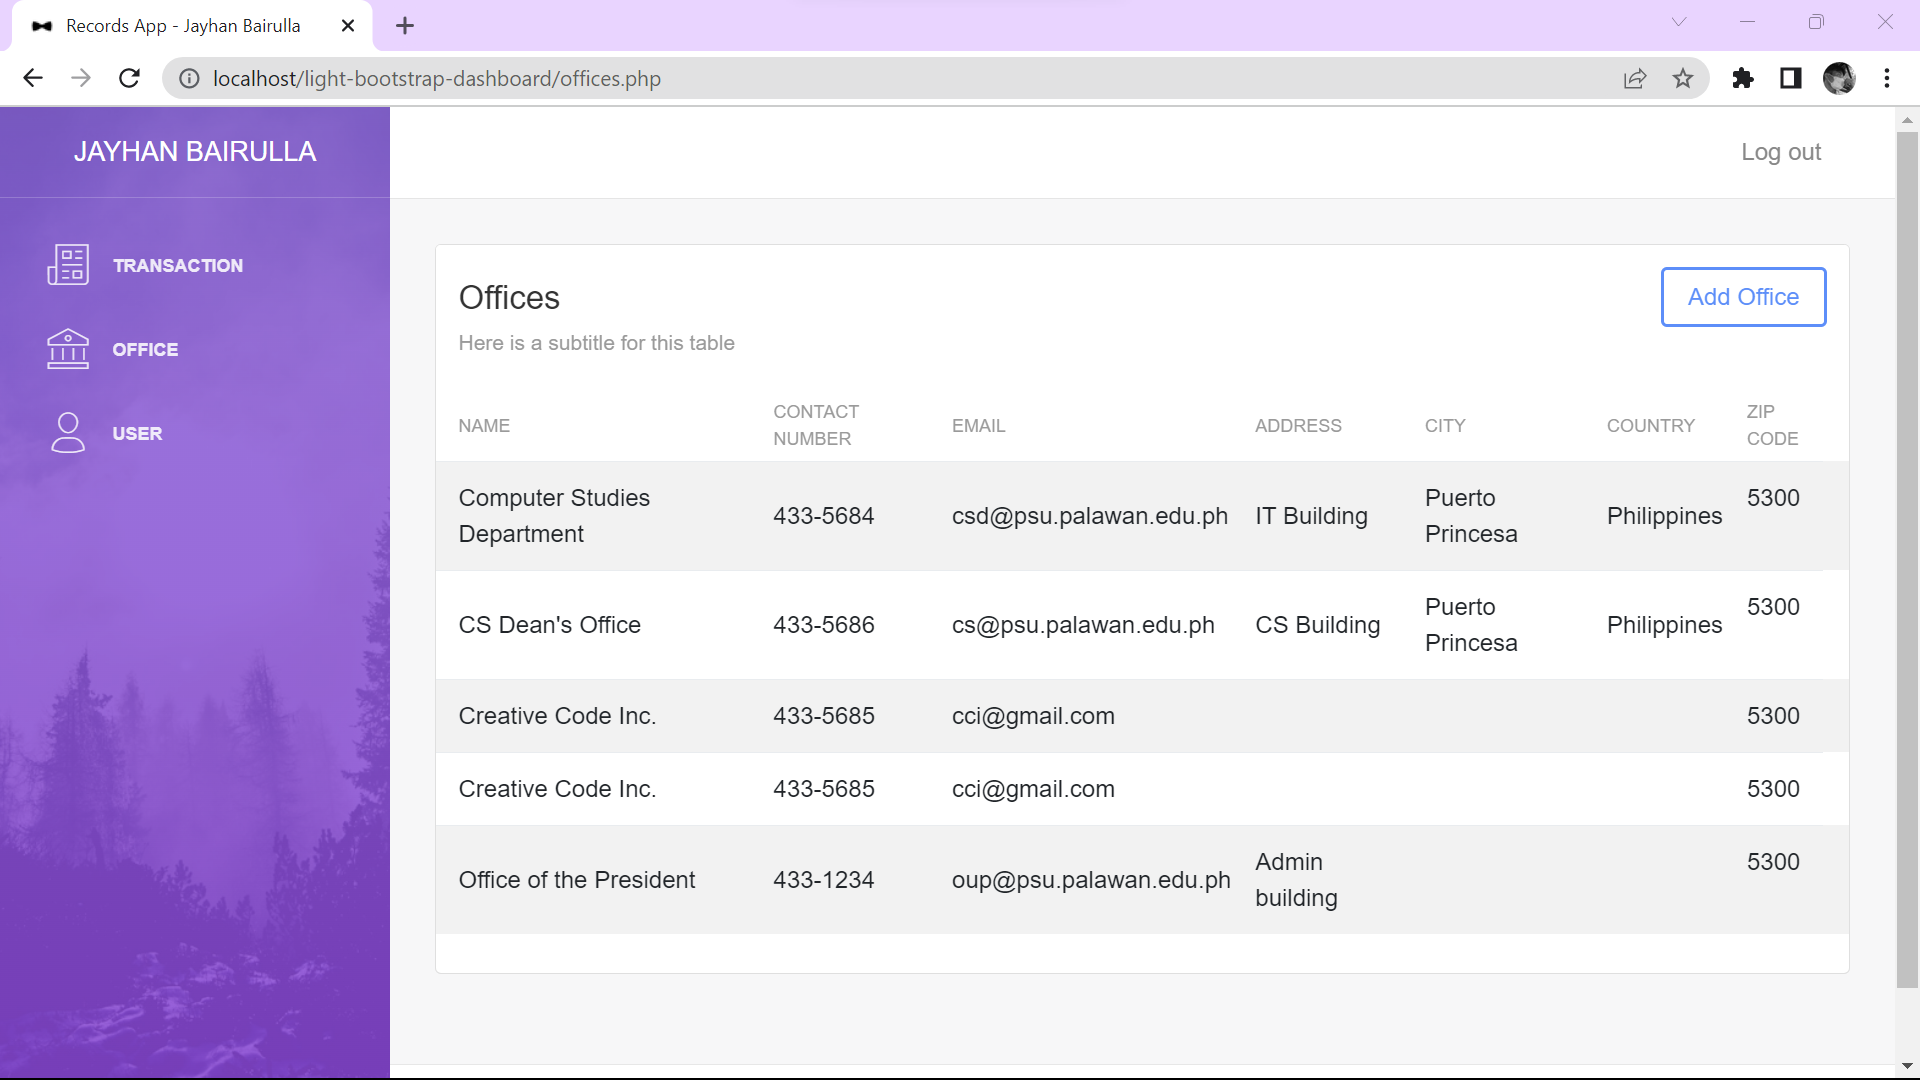 Records App - Jayhan Bairulla
localhost/light-bootstrap-dashboard/offices.php
JAYHAN BAIRULLA
Log out
TRANSACTION
OFFICE
USER
Offices
Add Office
Here is a subtitle for this table
NAME CONTACT NUMBER EMAIL ADDRESS CITY COUNTRY ZIP CODE
Computer Studies Department 433-5684 csd@psu.palawan.edu.ph IT Building Puerto Princesa Philippines 5300
CS Dean's Office 433-5686 cs@psu.palawan.edu.ph CS Building Puerto Princesa Philippines 5300
Creative Code Inc. 433-5685 cci@gmail.com 5300
Creative Code Inc. 433-5685 cci@gmail.com 5300
Office of the President 433-1234 oup@psu.palawan.edu.ph Admin building 5300